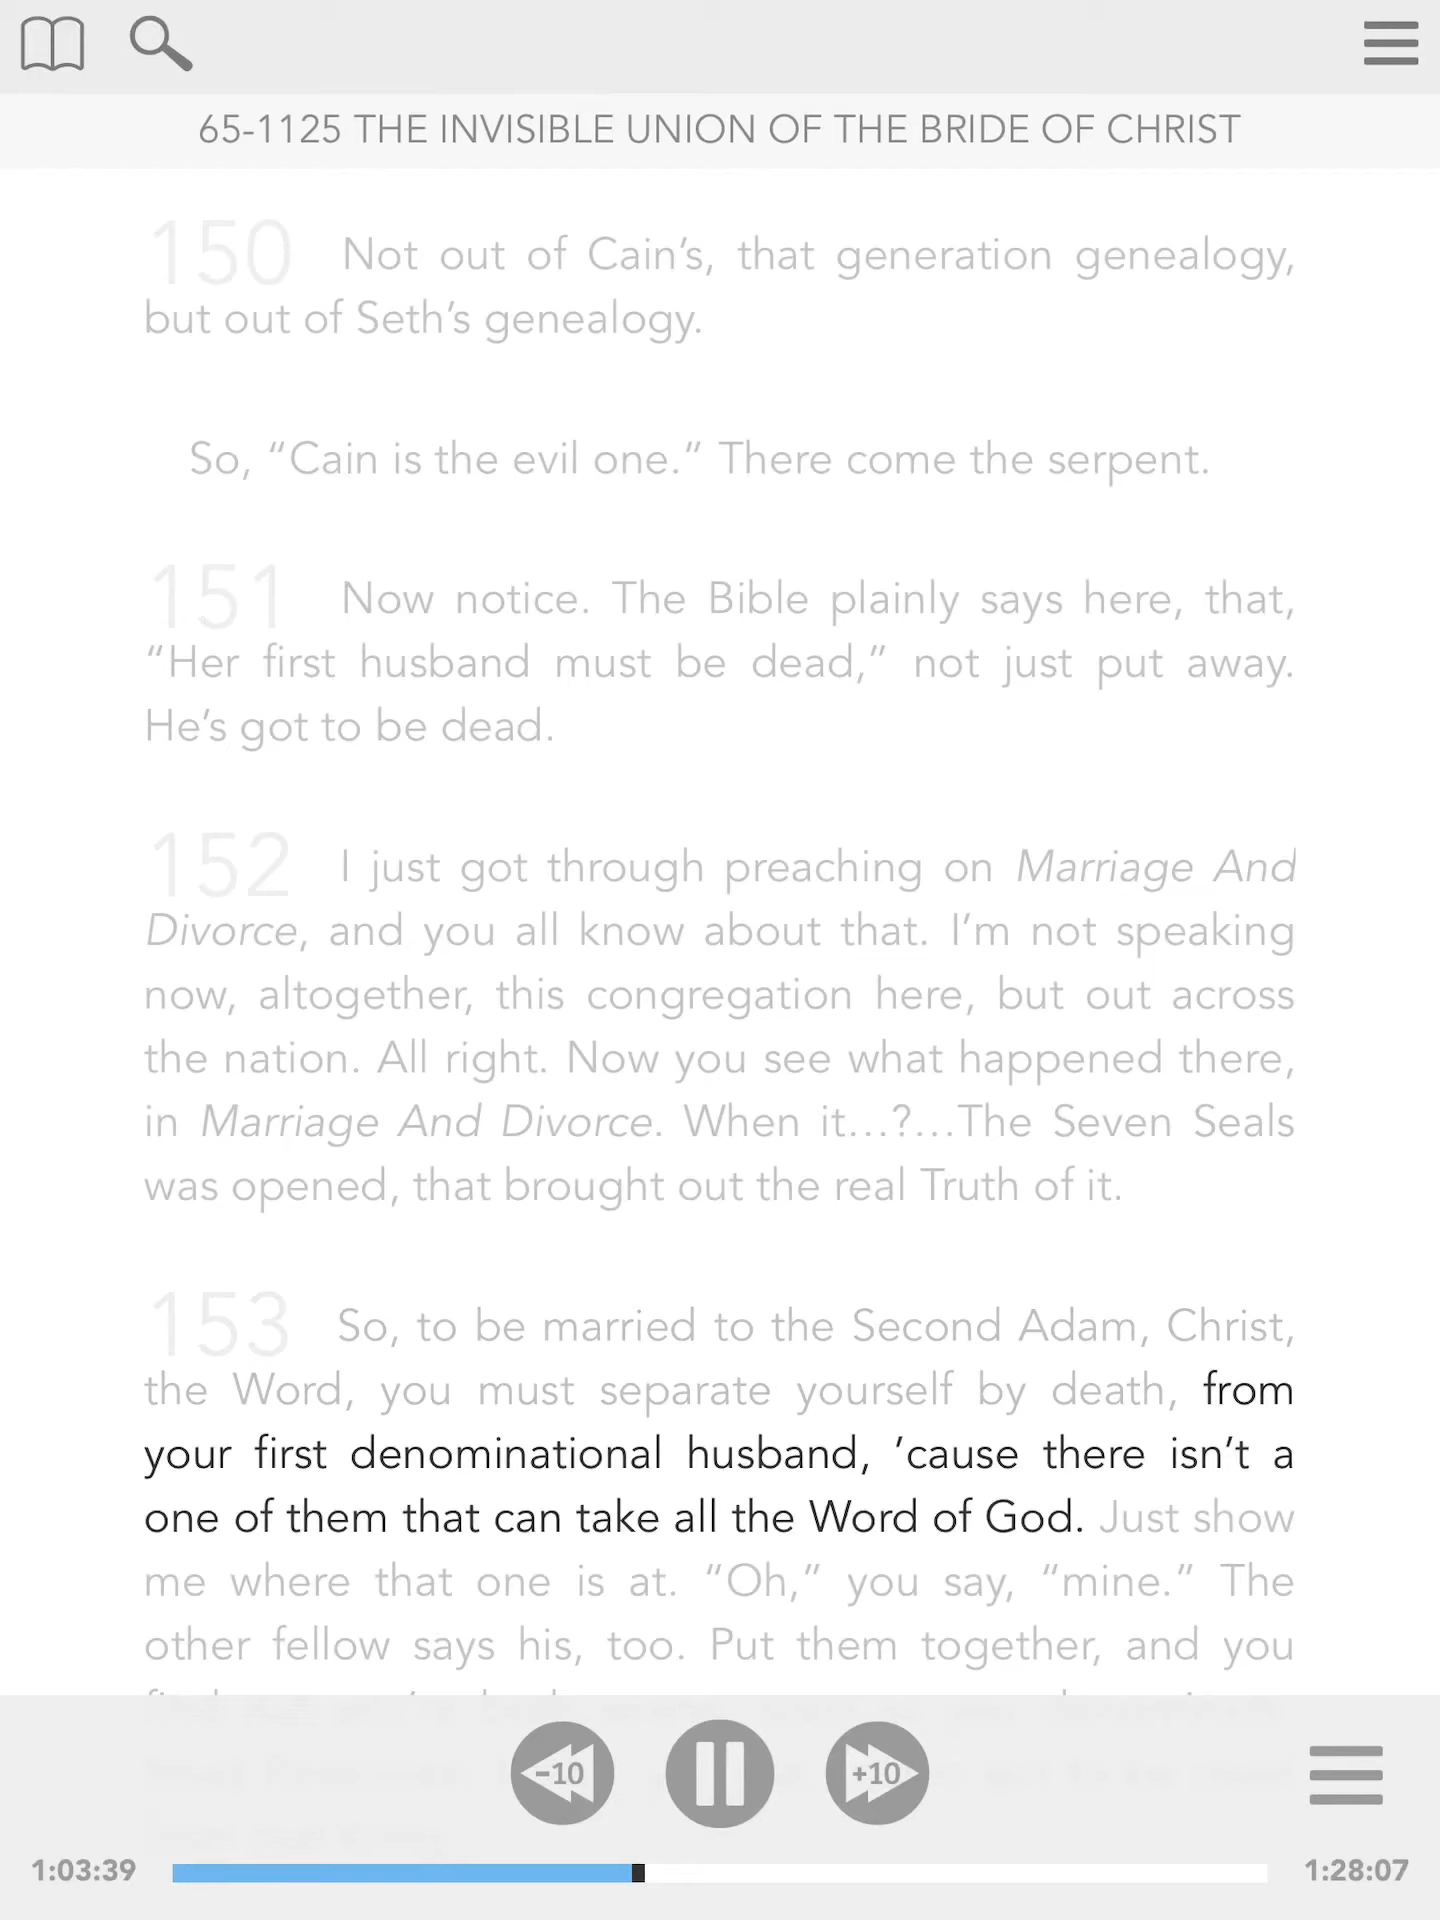 65-1125 THE INVISIBLE UNION OF THE BRIDE OF CHRIST
150 Not out of Cain’s, that generation genealogy,
but out of Seth’s genealogy.
So, “Cain is the evil one.” There come the serpent.
151 Now notice. The Bible plainly says here, that,
“Her first husband must be dead,” not just put away.
He’s got to be dead.
152 I just got through preaching on Marriage And
Divorce, and you all know about that. I’m not speaking
now, altogether, this congregation here, but out across
the nation. All right. Now you see what happened there,
in Marriage And Divorce. When it…?…The Seven Seals
was opened, that brought out the real Truth of it.
153 So, to be married to the Second Adam, Christ,
the Word, you must separate yourself by death, from
your first denominational husband, ’cause there isn’t a
one of them that can take all the Word of God. Just show
me where that one is at. “Oh,” you say, “mine.” The
other fellow says his, too. Put them together, and you
-10 +10
1:03:39 1:28:07